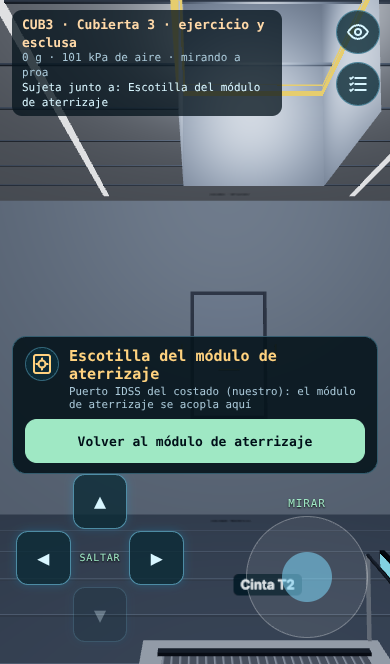 CUB3 · Cubierta 3 · ejercicio y
esclusa
0 g · 101 kPa de aire · mirando a
proa
Sujeta junto a: Escotilla del módulo
de aterrizaje
Escotilla del módulo de
aterrizaje
Puerto IDSS del costado (nuestro): el módulo
de aterrizaje se acopla aquí
Volver al módulo de aterrizaje
MIRAR
SALTAR
Cinta T2